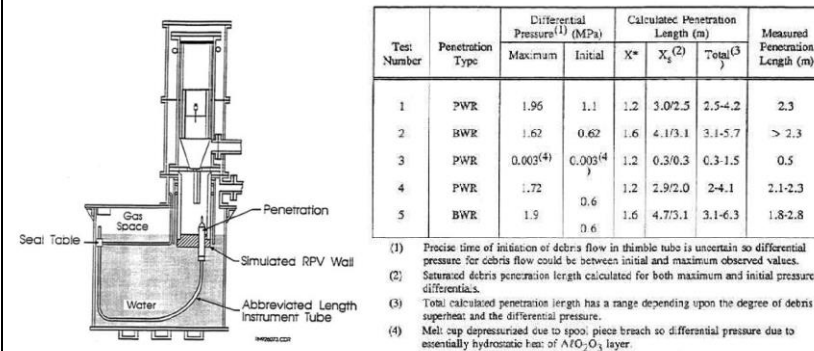 Gas
Space
Seal Table
Water
Penetration
Simulated RPV Wall
Abbreviated Length
Instrument Tube
Test Number Penetration Type Differential Pressure(1) (MPa) Calculated Penetration Length (m) Measured Penetration Length (m)
Maximum Initial X* Xs(2) Total(3)
1 PWR 1.96 1.1 1.2 3.0/2.5 2.5-4.2 2.3
2 BWR 1.62 0.62 1.6 4.1/3.1 3.1-5.7 > 2.3
3 PWR 0.003(4) 0.003(4) 1.2 0.3/0.3 0.3-1.5 0.5
4 PWR 1.72 0.6 1.2 2.9/2.0 2-4.1 2.1-2.3
5 BWR 1.9 0.6 1.6 4.7/3.1 3.1-6.3 1.8-2.8
(1) Precise time of initiation of debris flow in thimble tube is uncertain so differential
pressure for debris flow could be between initial and maximum observed values.
(2) Saturated debris penetration length calculated for both maximum and initial pressure
differentials.
(3) Total calculated penetration length has a range depending upon the degree of debris
superheat and the differential pressure.
(4) Melt cup depressurized due to spool piece breach so differential pressure due to
essentially hydrostatic heat of AlO2O3 layer.